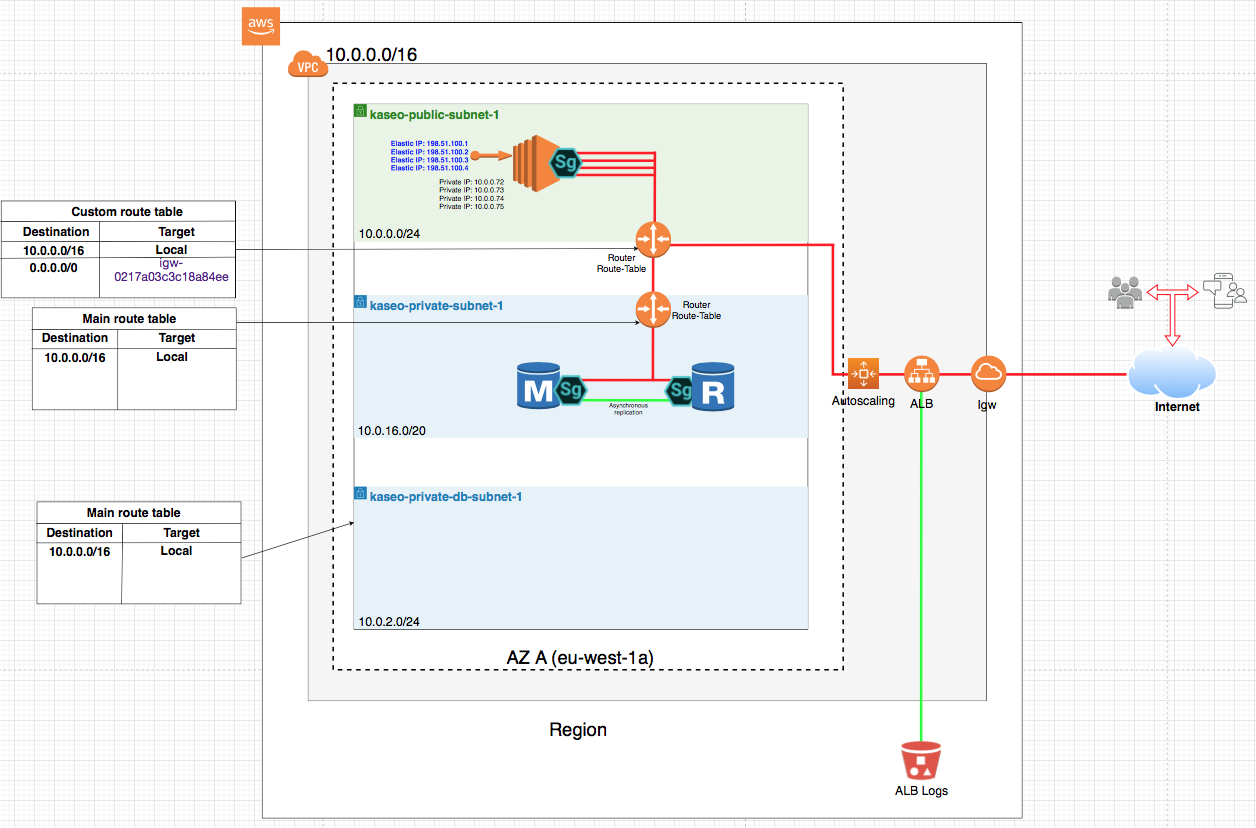 aws
VPC
10.0.0.0/16
kaseo-public-subnet-1
Elastic IP: 198.51.100.1
Elastic IP: 198.51.100.2
Elastic IP: 198.51.100.3
Elastic IP: 198.51.100.4
Sg
Private IP: 10.0.0.72
Private IP: 10.0.0.73
Private IP: 10.0.0.74
Private IP: 10.0.0.75
10.0.0.0/24
Router
Route-Table
Custom route table
Destination Target
10.0.0.0/16 Local
0.0.0.0/0 igw-
0217a03c3c18a84ee
kaseo-private-subnet-1
Router
Route-Table
Main route table
Destination Target
10.0.0.0/16 Local
M Sg Sg R
Asynchronous
replication
10.0.16.0/20
Autoscaling
ALB
Igw
Internet
kaseo-private-db-subnet-1
Main route table
Destination Target
10.0.0.0/16 Local
10.0.2.0/24
AZ A (eu-west-1a)
Region
ALB Logs